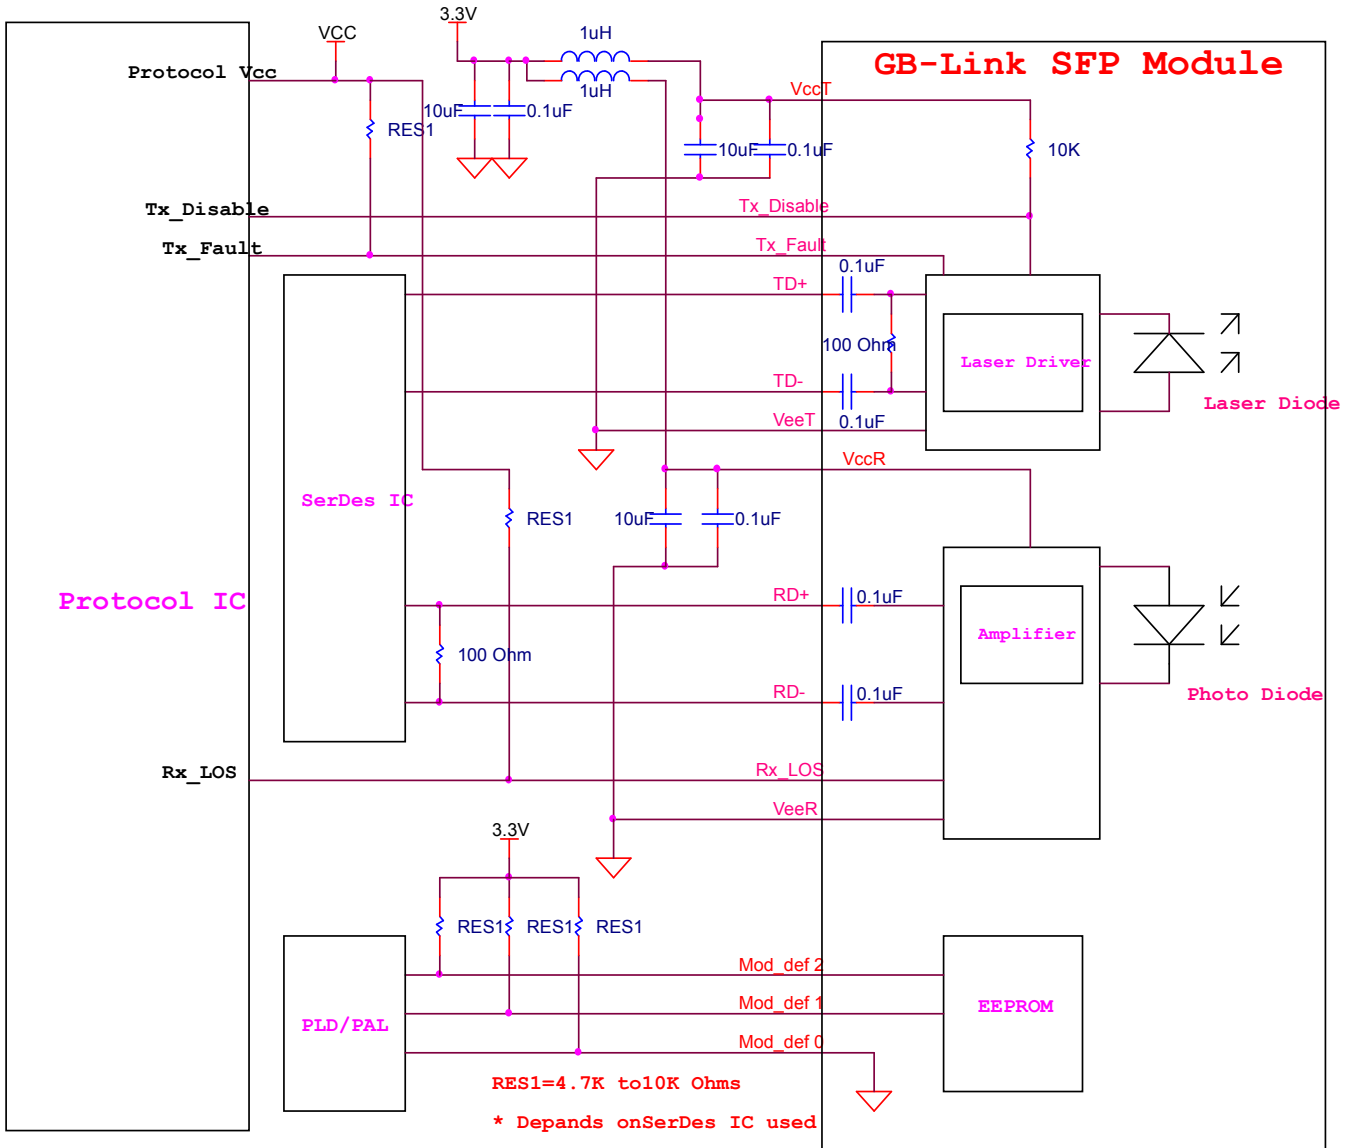 3.3V
VCC
1uH
GB-Link SFP Module
Protocol Vcc
1uH
VccT
10uF
0.1uF
RES1
10uF
0.1uF
10K
Tx_Disable
Tx_Disable
Tx_Fault
Tx_Fault
0.1uF
TD+
100 Ohm
Laser Driver
TD-
Laser Diode
VeeT
0.1uF
VccR
SerDes IC
RES1
10uF
0.1uF
Protocol IC
RD+
0.1uF
Amplifier
100 Ohm
RD-
0.1uF
Photo Diode
Rx_LOS
Rx_LOS
VeeR
3.3V
RES1
RES1
RES1
Mod_def 2
Mod_def 1
EEPROM
PLD/PAL
Mod_def 0
RES1=4.7K to10K Ohms
* Depands onSerDes IC used